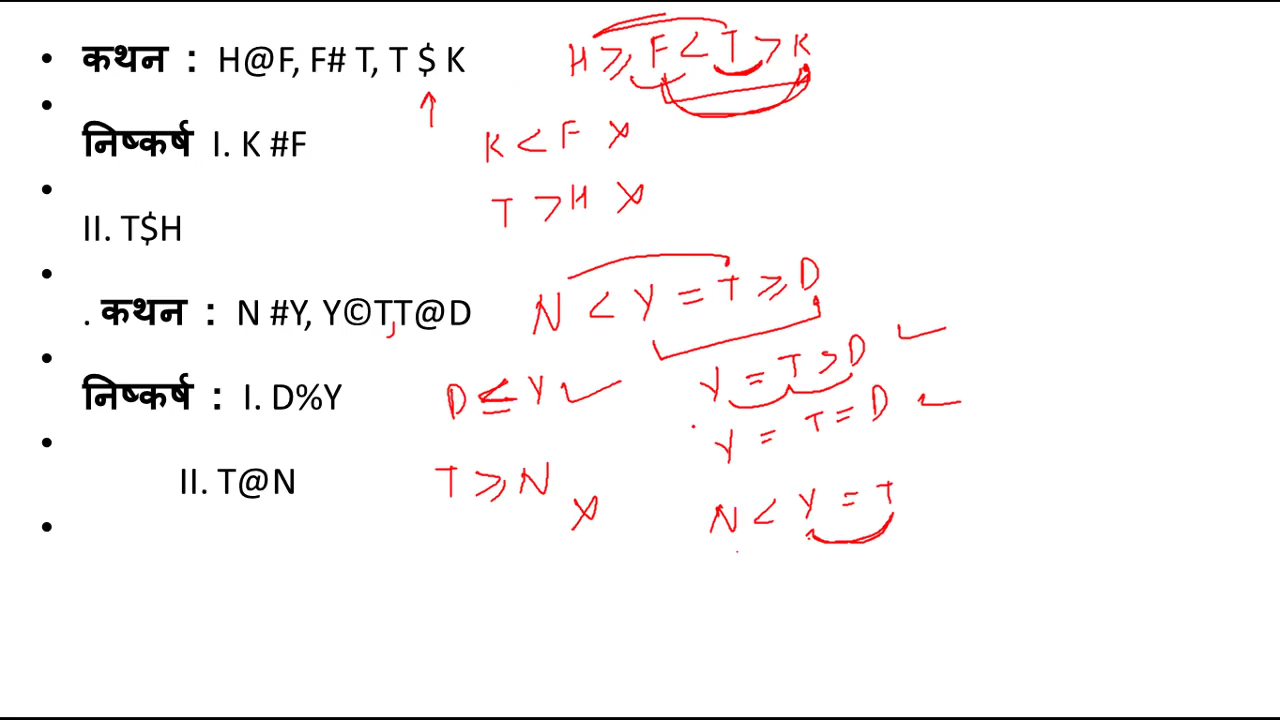 • कथन : H@F, F# T, T $ K H ⩾ F < T > K
•
निष्कर्ष I. K #F K < F ×
• T > H ×
II. T$H
•
. कथन : N #Y, Y©T,T@D N < Y = T ⩾ D
• Y = T > D ✓
निष्कर्ष : I. D%Y D ≤ Y ✓
• Y = T = D ✓
II. T@N T ⩾ N ×
• N < Y = T